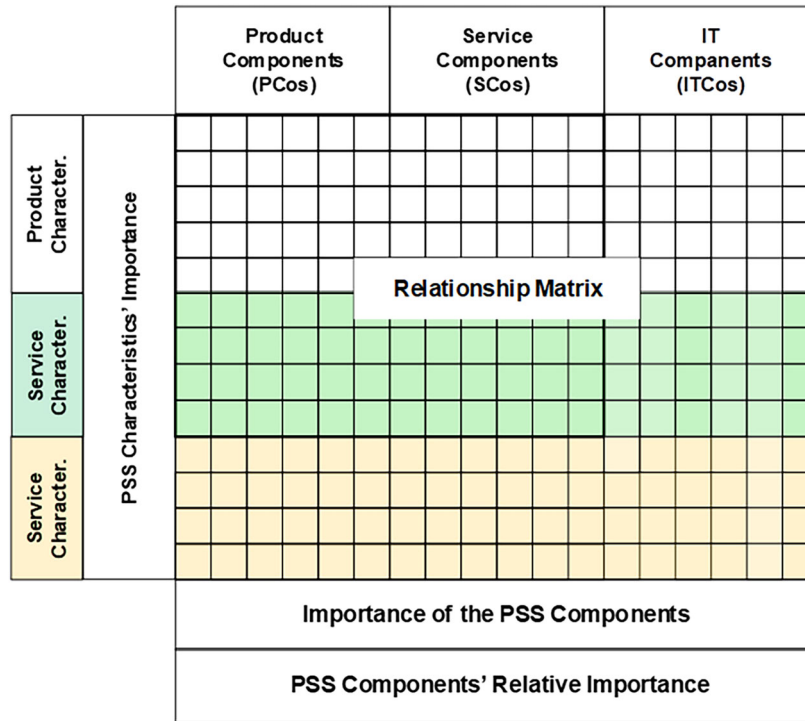 Product
Components
(PCos)
Service
Components
(SCos)
IT
Companents
(ITCos)
Product
Character.
Service
Character.
Service
Character.
PSS Characteristics’ Importance
Relationship Matrix
Importance of the PSS Components
PSS Components’ Relative Importance